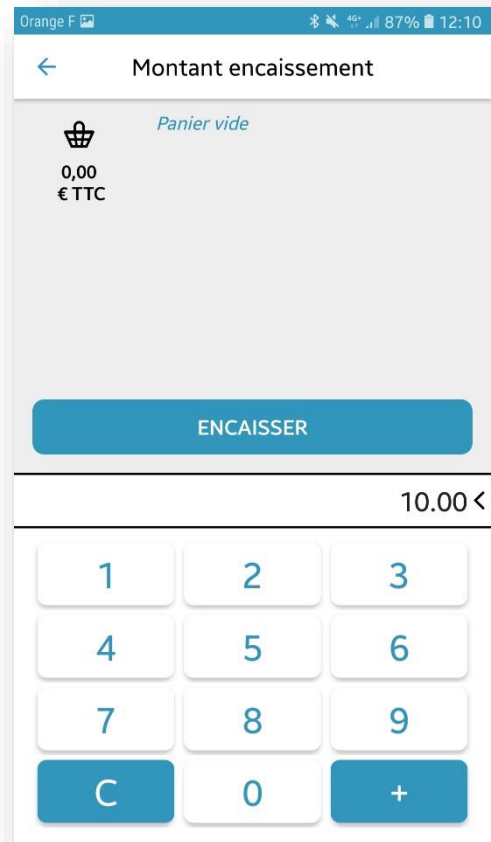 Orange F 4G+ 87% 12:10
Montant encaissement
Panier vide
0,00
€ TTC
ENCAISSER
10.00 <
1 2 3
4 5 6
7 8 9
C 0 +